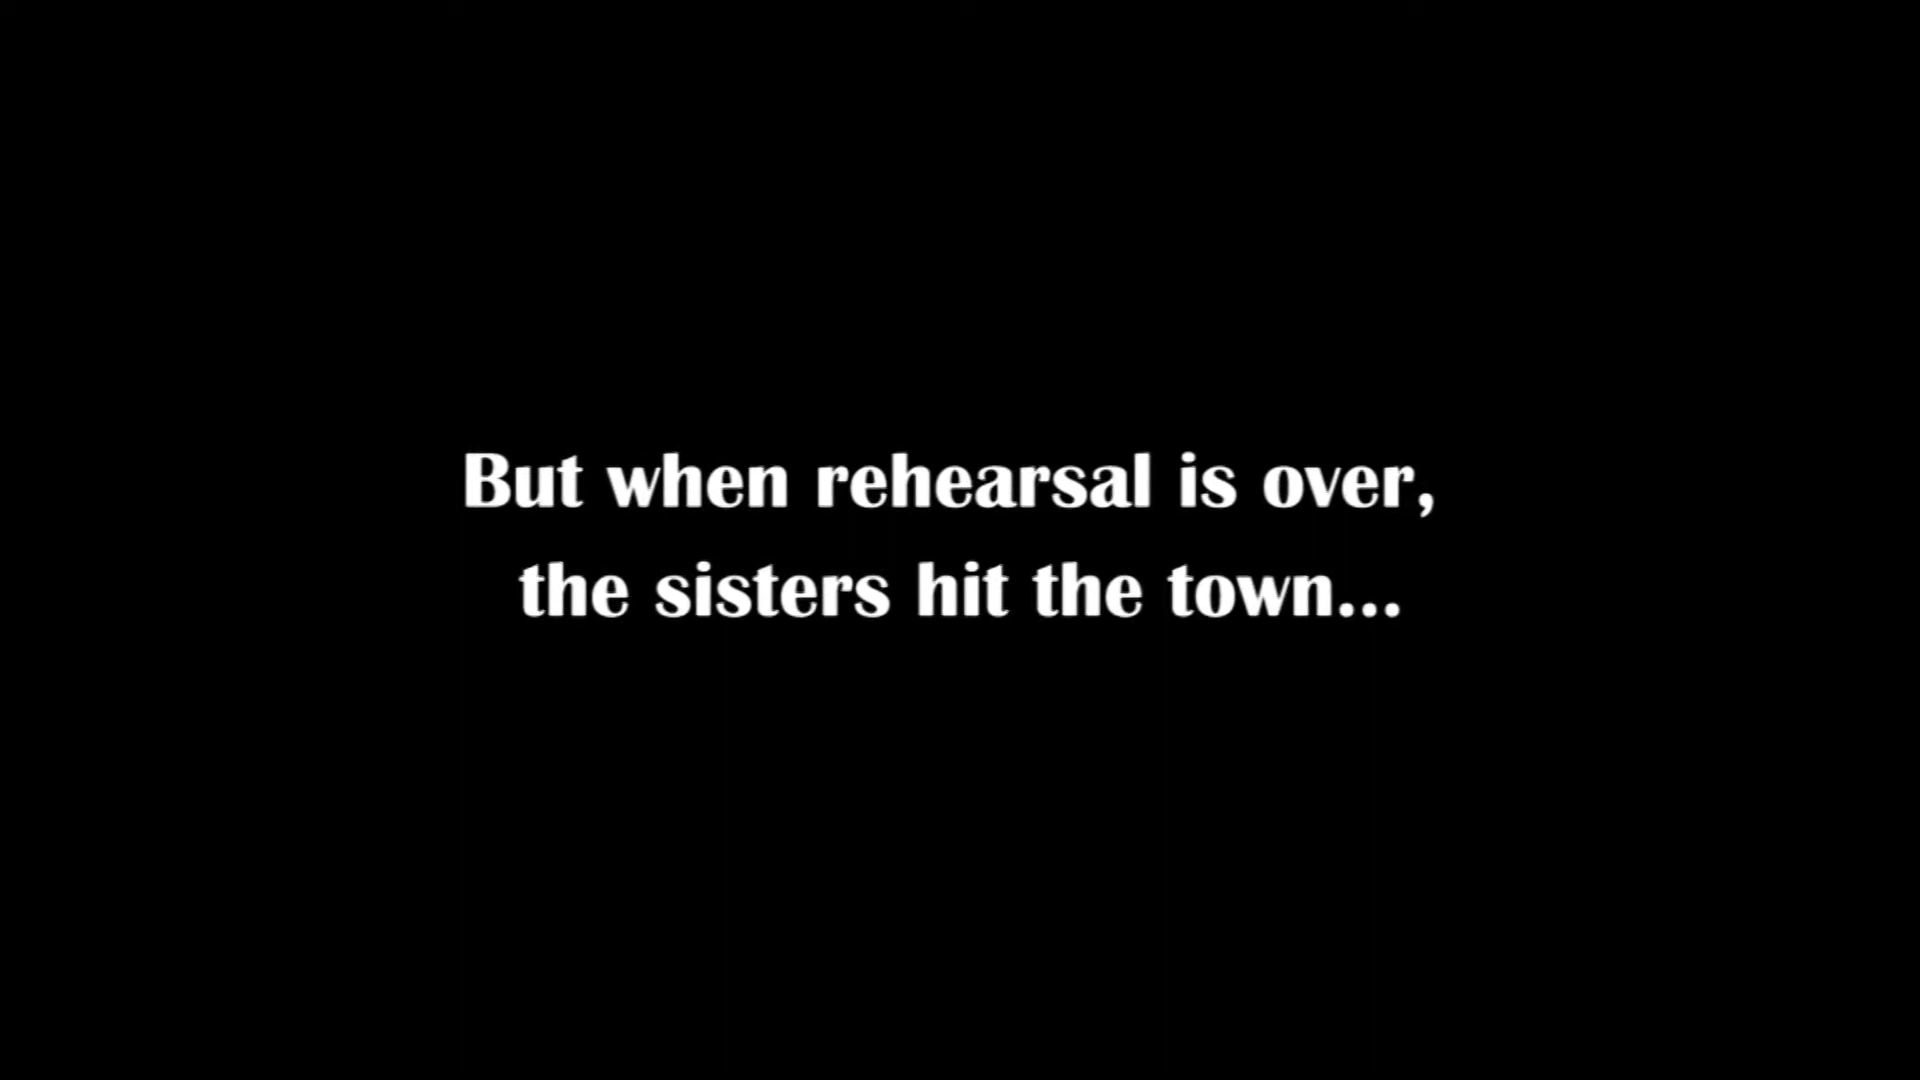 But when rehearsal is over,
the sisters hit the town...